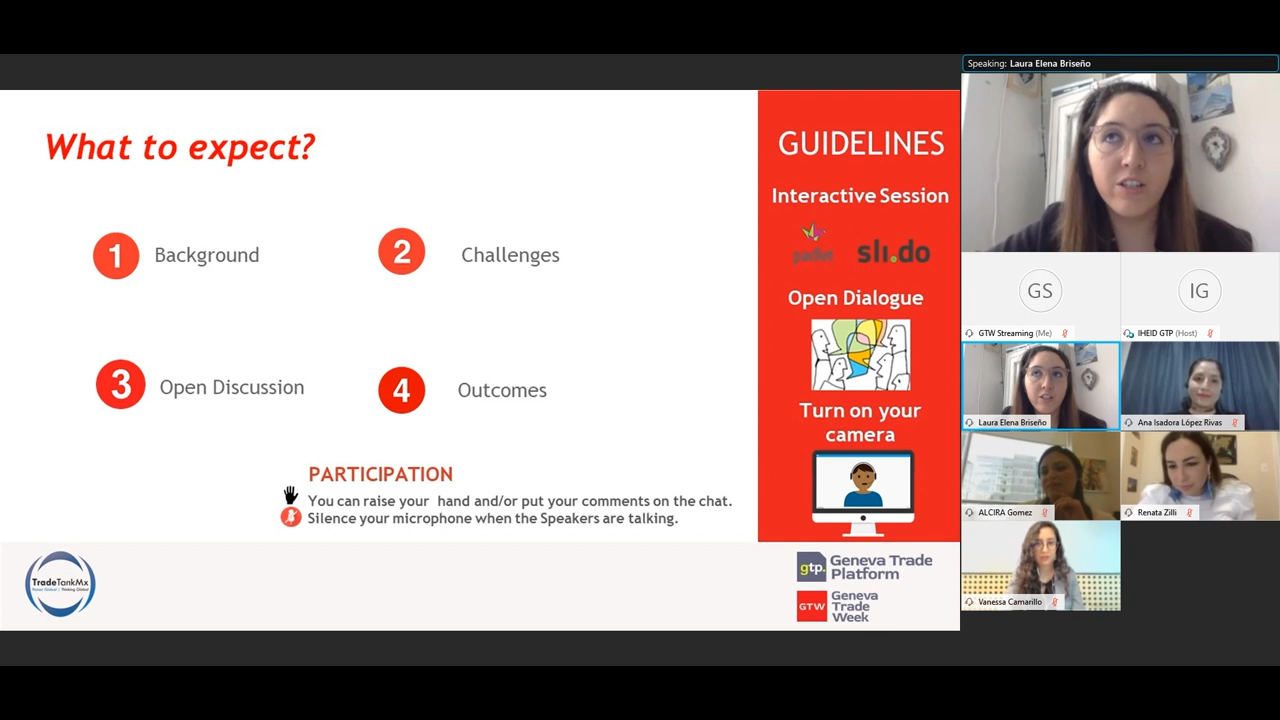 What to expect?
1 Background
2 Challenges
3 Open Discussion
4 Outcomes
PARTICIPATION
You can raise your hand and/or put your comments on the chat.
Silence your microphone when the Speakers are talking.
TradeTankMx
GUIDELINES
Interactive Session
padlet
sli.do
Open Dialogue
Turn on your
camera
gtp. Geneva Trade
Platform
GTW Geneva
Trade
Week
Speaking: Laura Elena Briseño
GS
GTW Streaming (Me)
IG
IHEID GTP (Host)
Laura Elena Briseño
Ana Isadora López Rivas
ALCIRA Gomez
Renata Zilli
Vanessa Camarillo